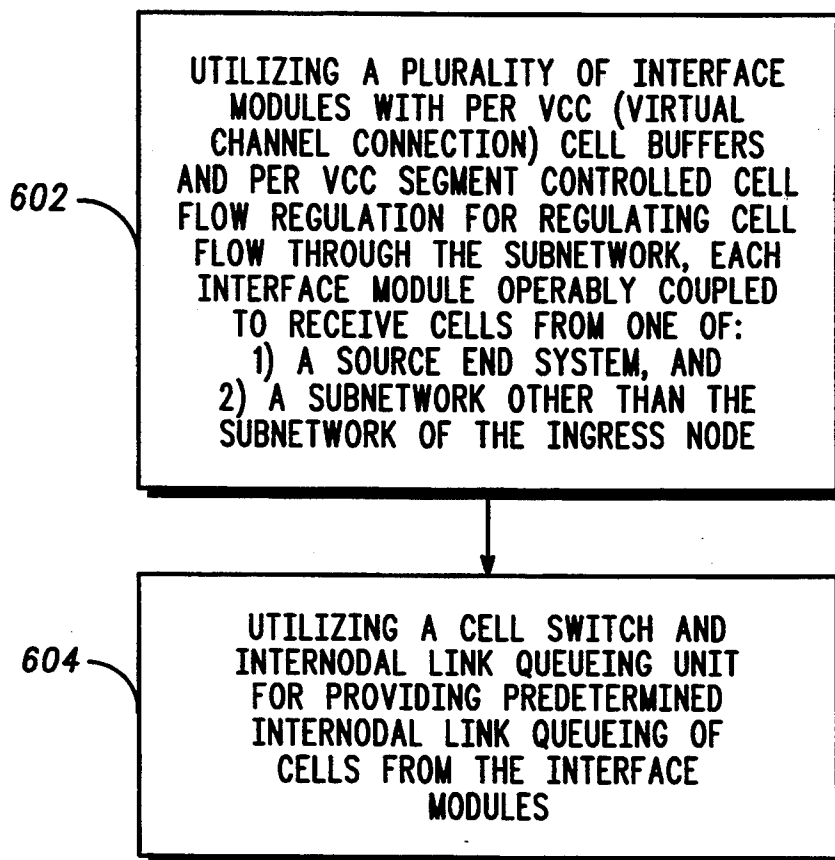 UTILIZING A PLURALITY OF INTERFACE
MODULES WITH PER VCC (VIRTUAL
CHANNEL CONNECTION) CELL BUFFERS
AND PER VCC SEGMENT CONTROLLED CELL
FLOW REGULATION FOR REGULATING CELL
FLOW THROUGH THE SUBNETWORK, EACH
INTERFACE MODULE OPERABLY COUPLED
TO RECEIVE CELLS FROM ONE OF:
1) A SOURCE END SYSTEM, AND
2) A SUBNETWORK OTHER THAN THE
SUBNETWORK OF THE INGRESS NODE
602
UTILIZING A CELL SWITCH AND
INTERNODAL LINK QUEUEING UNIT
FOR PROVIDING PREDETERMINED
INTERNODAL LINK QUEUEING OF
CELLS FROM THE INTERFACE
MODULES
604